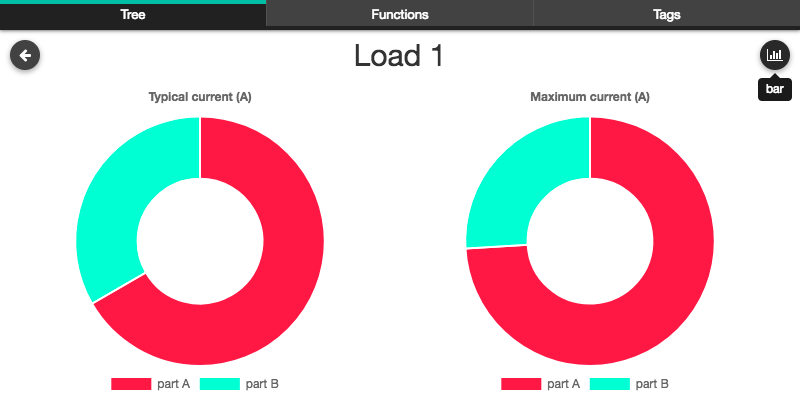 Tree Functions Tags
Load 1
bar
Typical current (A) Maximum current (A)
part A part B part A part B